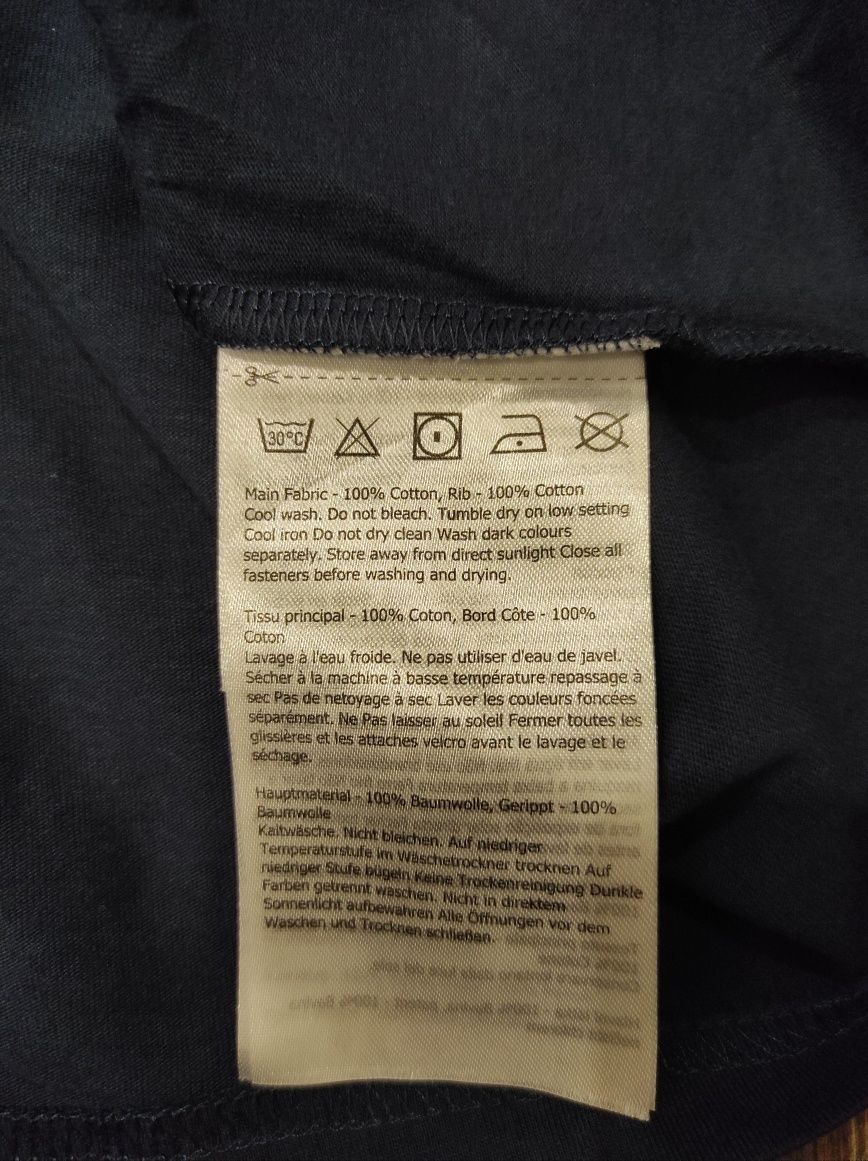 30°C
Main Fabric - 100% Cotton, Rib - 100% Cotton
Cool wash. Do not bleach. Tumble dry on low setting
Cool iron Do not dry clean Wash dark colours
separately. Store away from direct sunlight Close all
fasteners before washing and drying.
Tissu principal - 100% Coton, Bord Côte - 100%
Coton
Lavage à l'eau froide. Ne pas utiliser d'eau de javel.
Sécher à la machine à basse température repassage à
sec Pas de netoyage à sec Laver les couleurs foncées
séparément. Ne Pas laisser au soleil Fermer toutes les
glissières et les attaches velcro avant le lavage et le
séchage.
Hauptmaterial - 100% Baumwolle, Gerippt - 100%
Baumwolle
Kaltwäsche. Nicht bleichen. Auf niedriger
Temperaturstufe im Wäschetrockner trocknen Auf
niedriger Stufe bügeln Keine Trockenreinigung Dunkle
Farben getrennt waschen. Nicht in direktem
Sonnenlicht aufbewahren Alle Öffnungen vor dem
Waschen und Trocknen schließen.